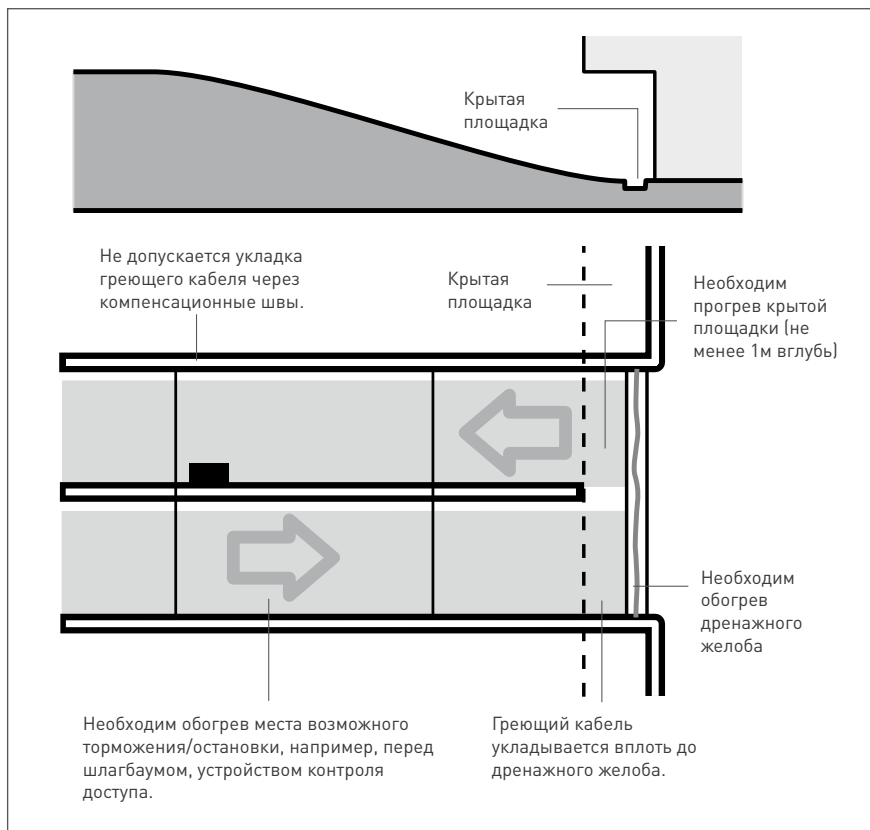 Крытая
площадка
Не допускается укладка
греющего кабеля через
компенсационные швы.
Крытая
площадка
Необходим
прогрев крытой
площадки (не
менее 1м вглубь)
Необходим
обогрев
дренажного
желоба
Необходим обогрев места возможного
торможения/остановки, например, перед
шлагбаумом, устройством контроля
доступа.
Греющий кабель
укладывается вплоть до
дренажного желоба.